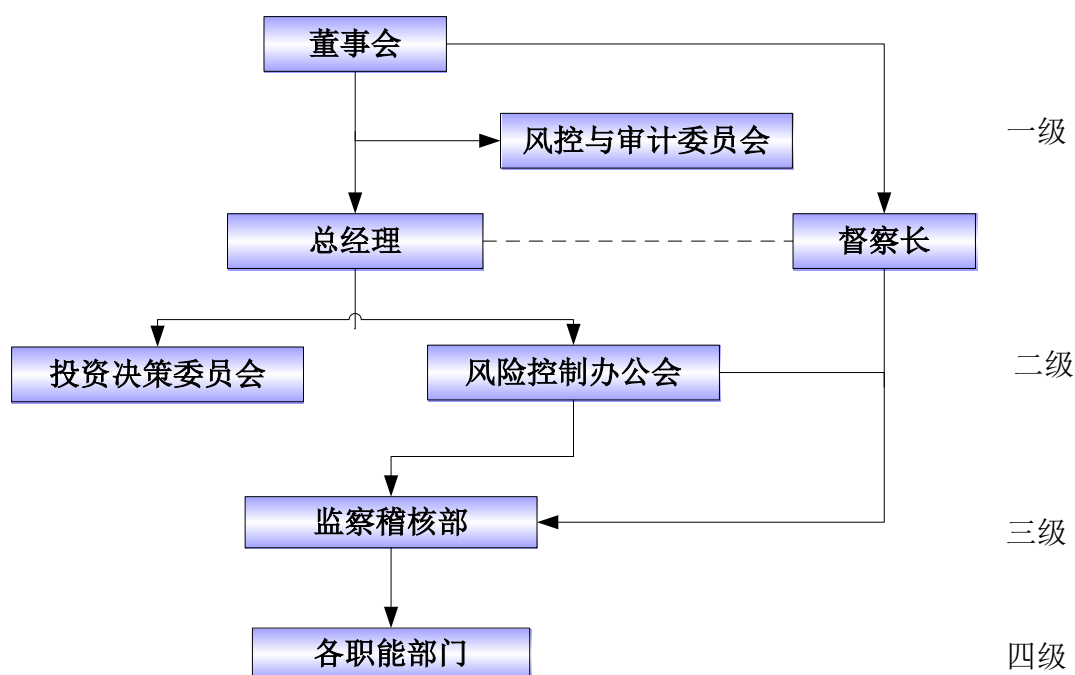 董事会
风控与审计委员会
一级
总经理
督察长
投资决策委员会
风险控制办公会
二级
监察稽核部
三级
各职能部门
四级